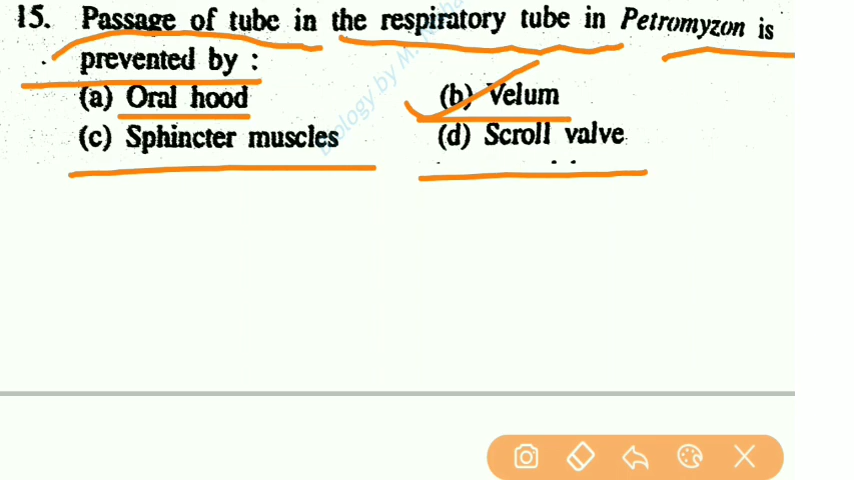 15. Passage of tube in the respiratory tube in Petromyzon is
prevented by :
(a) Oral hood (b) Velum
(c) Sphincter muscles (d) Scroll valve